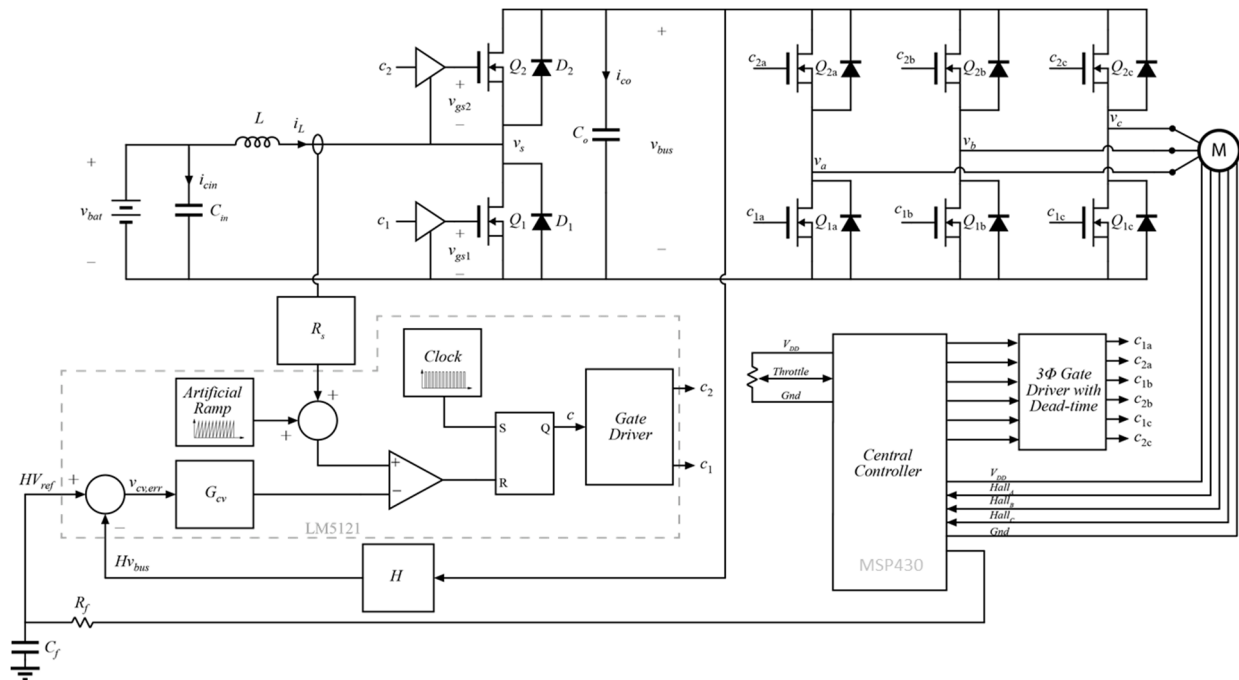 c2
Q2
D2
vgs2
+
−
ico
Co
+
vbus
−
L
iL
vs
+
vbat
−
icin
Cin
c1
Q1
D1
vgs1
+
−
c2a
Q2a
c2b
Q2b
c2c
Q2c
va
vb
vc
M
c1a
Q1a
c1b
Q1b
c1c
Q1c
Rs
Clock
Artificial
Ramp
+
+
HVref
+
−
vcv,err
Gcv
+
−
S
R
Q
c
Gate
Driver
c2
c1
LM5121
Hvbus
H
Rf
Cf
VDD
Throttle
Gnd
Central
Controller
MSP430
3Φ Gate
Driver with
Dead-time
c1a
c2a
c1b
c2b
c1c
c2c
VDD
HallA
HallB
HallC
Gnd